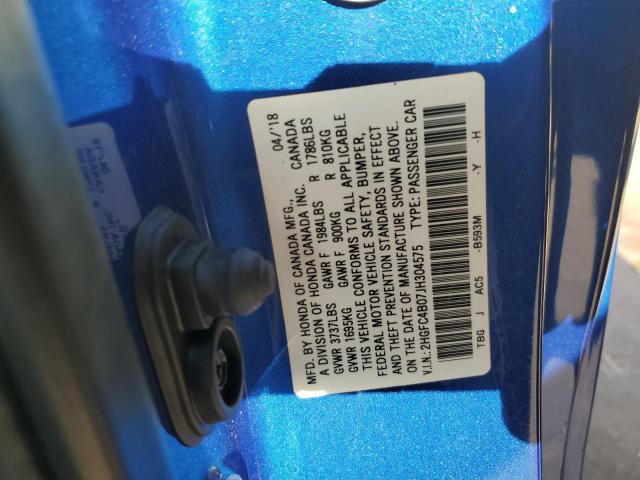 MFD. BY HONDA OF CANADA MFG., 04/'18
A DIVISION OF HONDA CANADA INC. CANADA
GVWR 3737LBS GAWR F 1984LBS R 1786LBS
GVWR 1695KG GAWR F 900KG R 810KG
THIS VEHICLE CONFORMS TO ALL APPLICABLE
FEDERAL MOTOR VEHICLE SAFETY, BUMPER,
AND THEFT PREVENTION STANDARDS IN EFFECT
ON THE DATE OF MANUFACTURE SHOWN ABOVE.
V.I.N.: 2HGFC4B07JH304575 TYPE: PASSENGER CAR
TBG J AC5 -B593M -Y -H